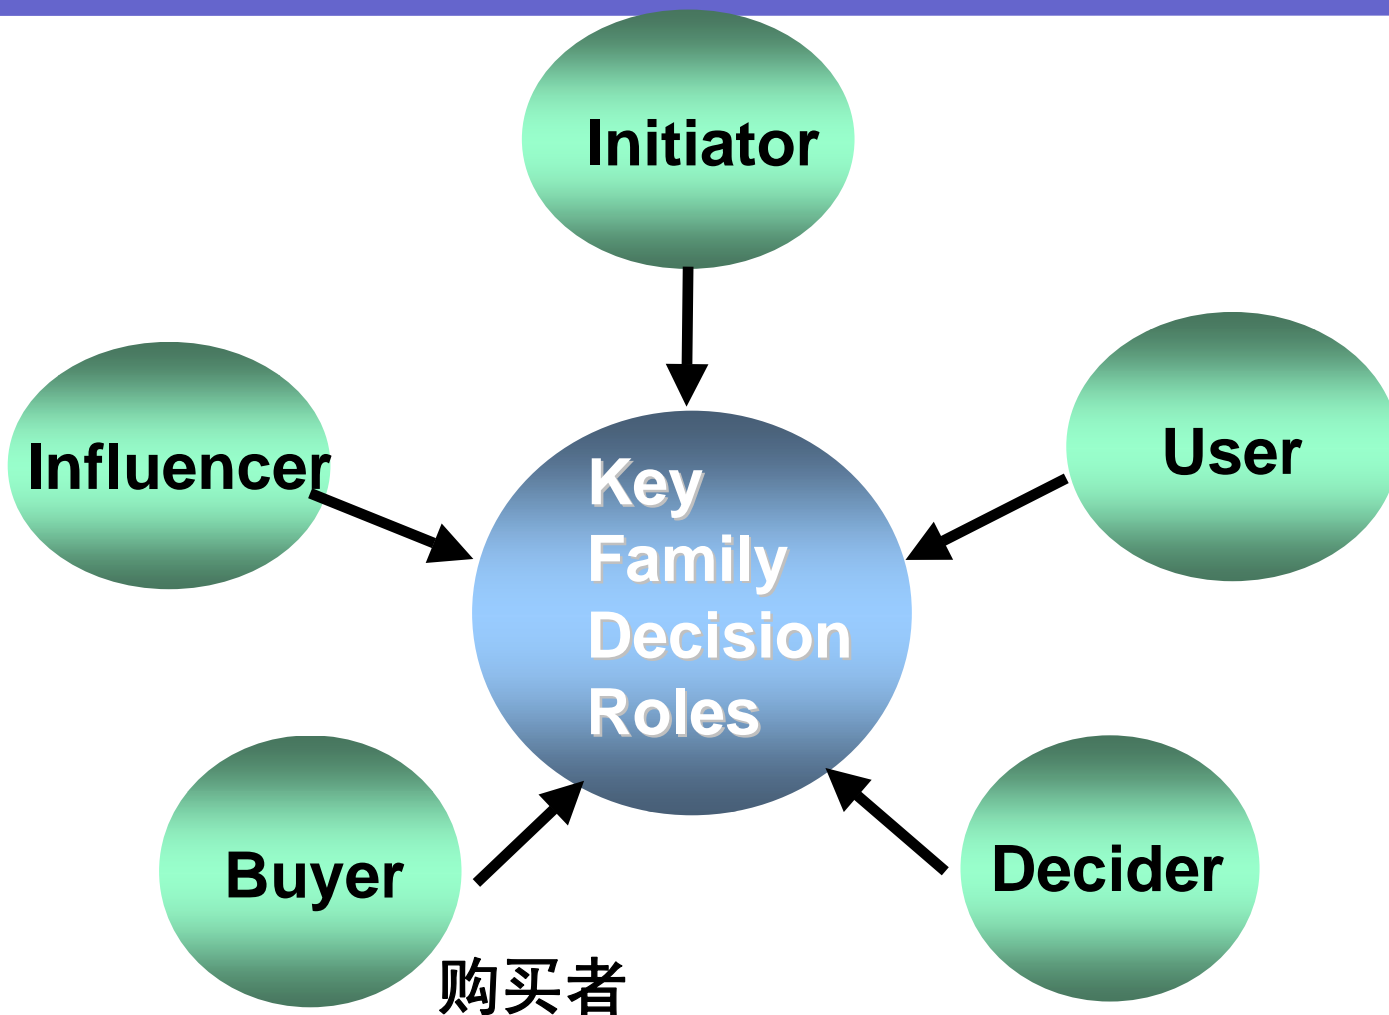 Initiator
Influencer
User
Key
Family
Decision
Roles
Buyer
Decider
购买者